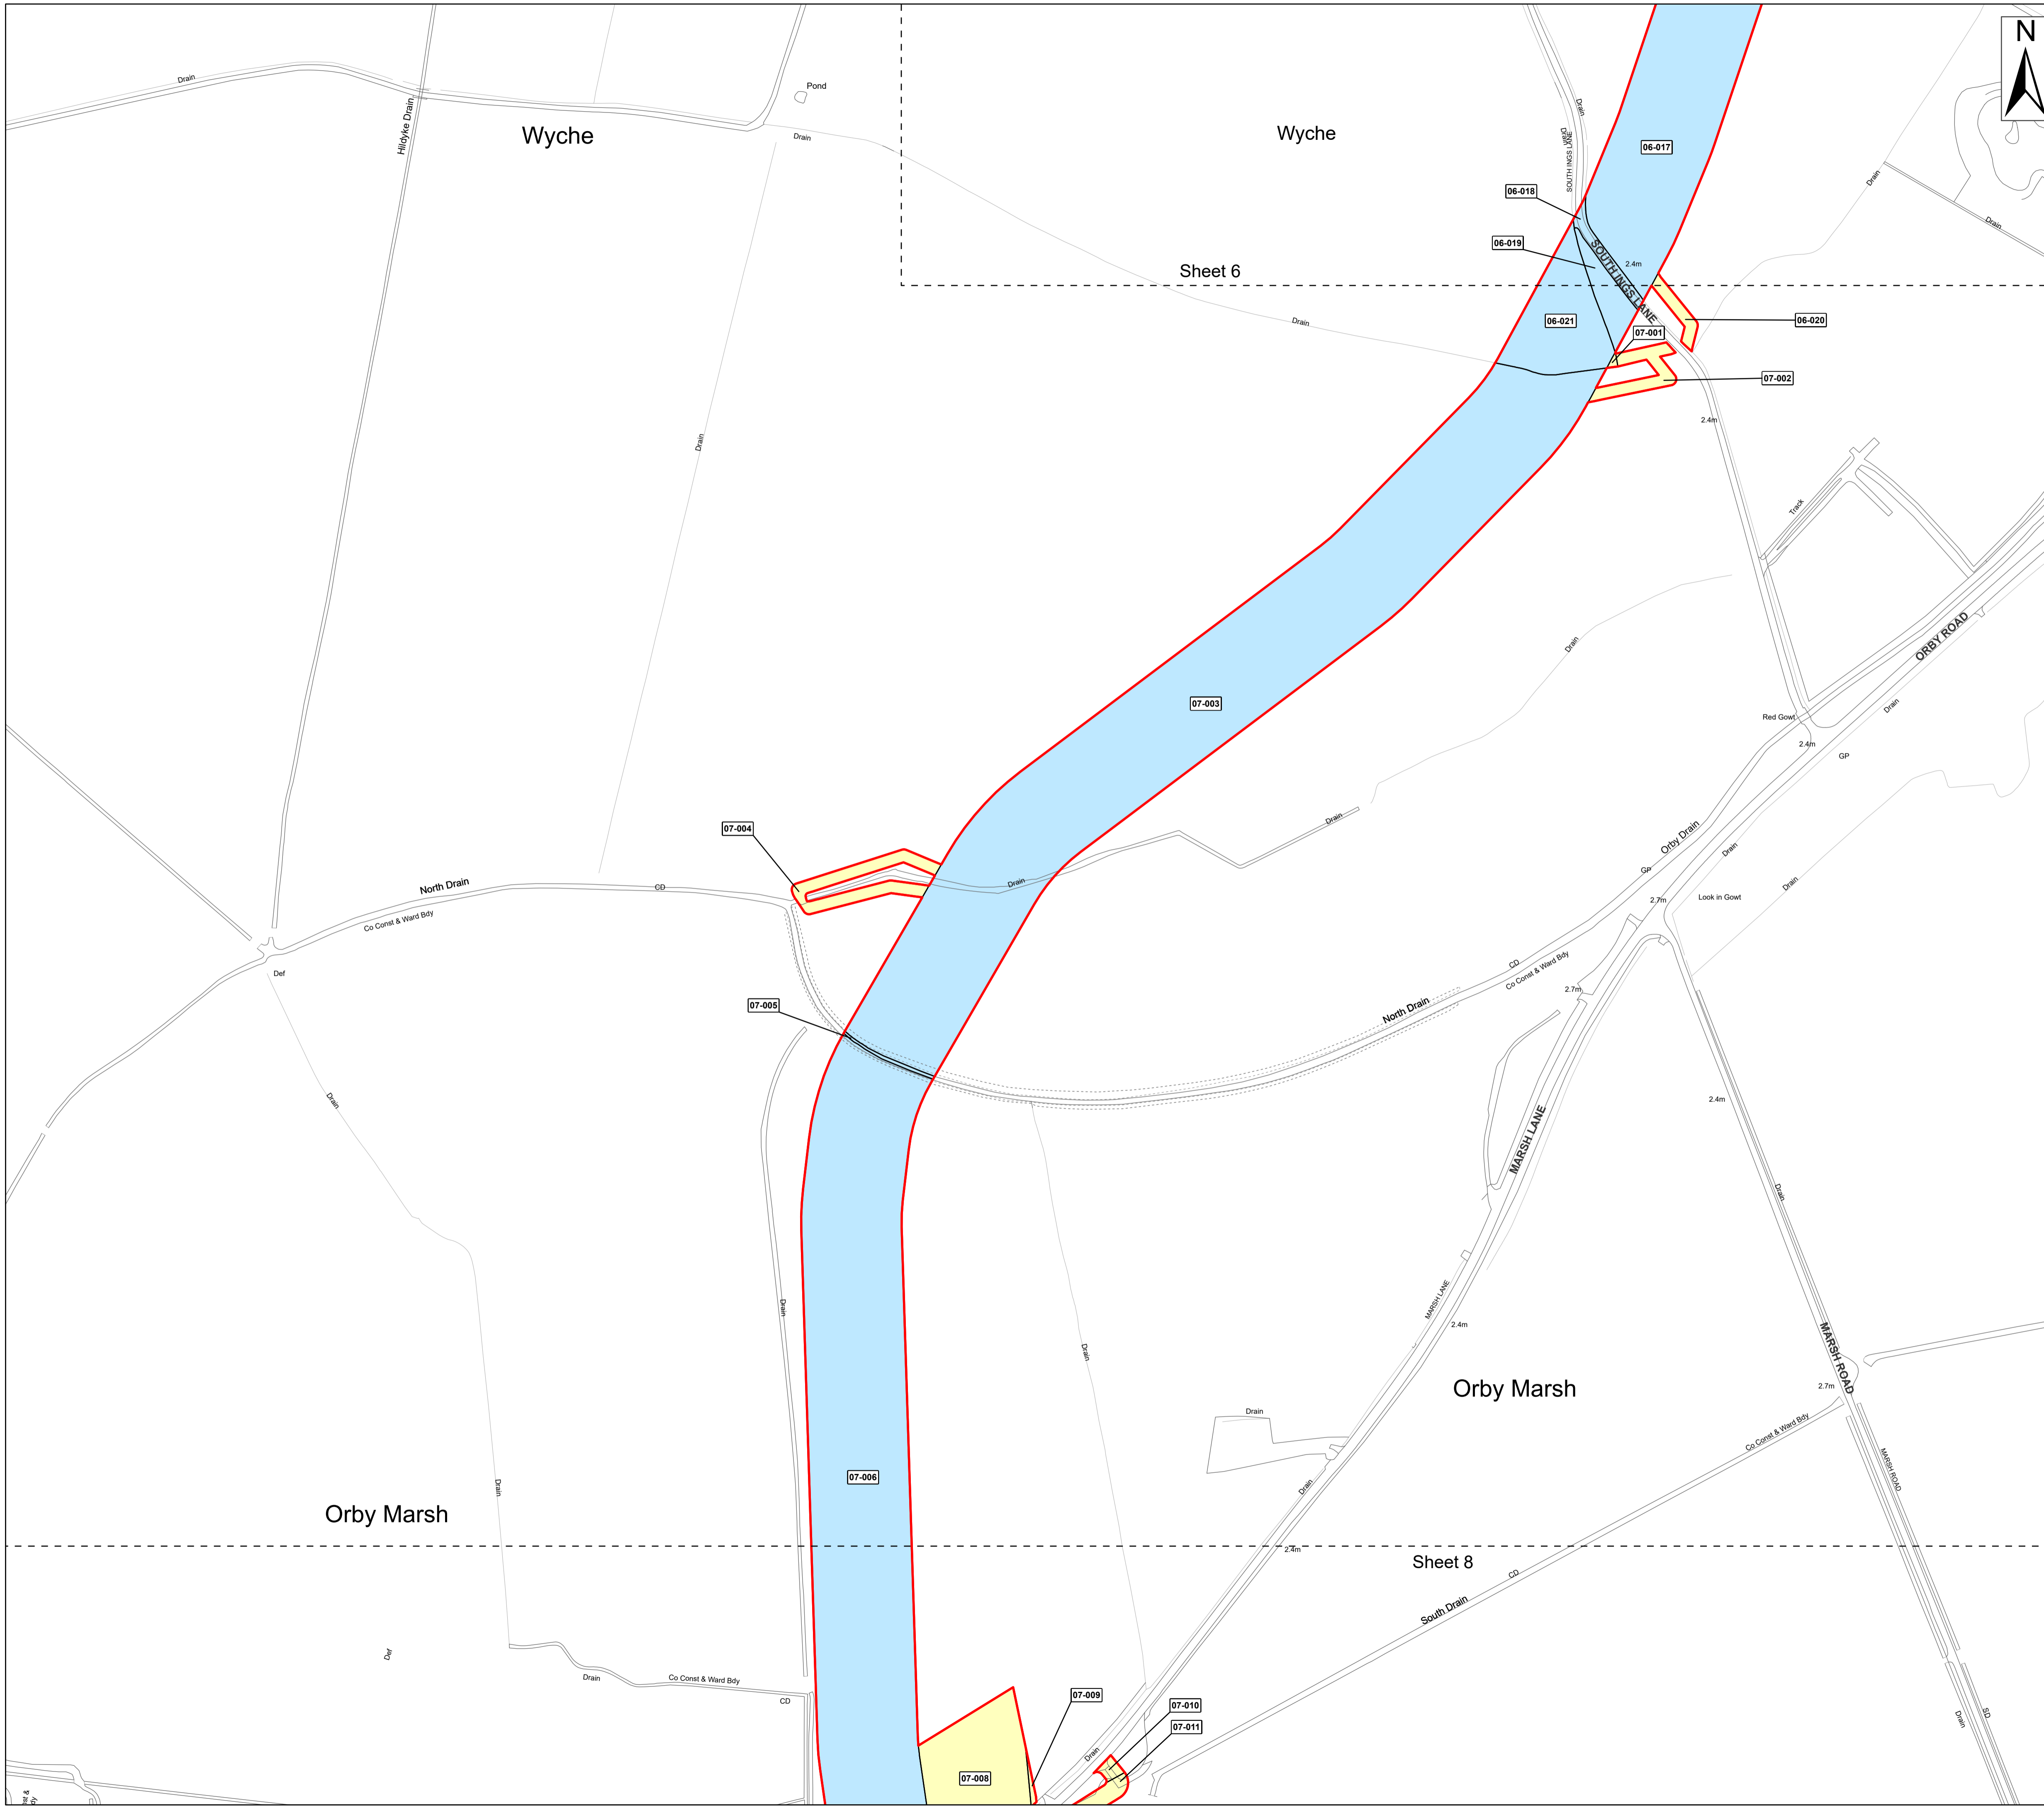 N
Drain
Hildyke Drain
Pond
Drain
Wyche
Wyche
Drain
Drain
SOUTH INGS LANE
06-017
Drain
Drain
06-018
06-019
SOUTH INGS LANE
2.4m
Sheet 6
06-021
06-020
07-001
07-002
Drain
Drain
2.4m
Track
ORBY ROAD
Drain
Drain
Red Gowt
2.4m
GP
07-003
07-004
Drain
Orby Drain
Drain
GP
Drain
North Drain
CD
Co Const & Ward Bdy
Drain
2.7m
Look in Gowt
Def
CD
Co Const & Ward Bdy
2.7m
North Drain
07-005
Drain
2.4m
MARSH LANE
Drain
Drain
MARSH LANE
2.4m
Drain
MARSH ROAD
2.7m
Orby Marsh
Drain
Co Const & Ward Bdy
MARSH ROAD
07-006
Drain
Drain
Orby Marsh
2.4m
Sheet 8
CD
South Drain
Def
Drain
Co Const & Ward Bdy
CD
07-009
07-010
07-011
SD
Drain
Drain
07-008